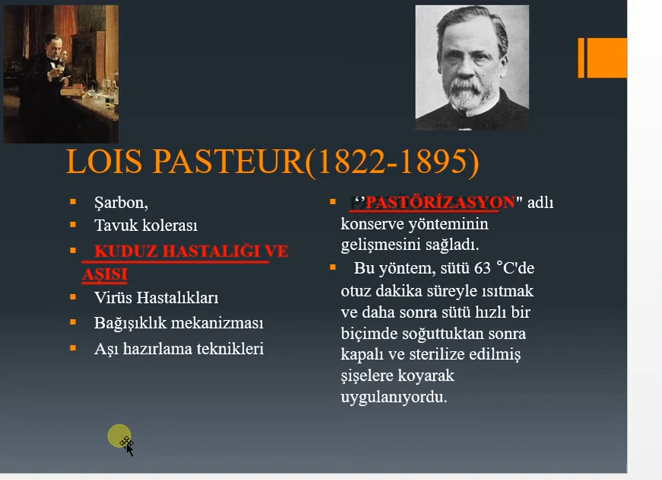 LOIS PASTEUR(1822-1895)
Şarbon,
Tavuk kolerası
KUDUZ HASTALIĞI VE
AŞISI
Virüs Hastalıkları
Bağışıklık mekanizması
Aşı hazırlama teknikleri
‘’PASTÖRİZASYON" adlı
konserve yönteminin
gelişmesini sağladı.
Bu yöntem, sütü 63 °C'de
otuz dakika süreyle ısıtmak
ve daha sonra sütü hızlı bir
biçimde soğuttuktan sonra
kapalı ve sterilize edilmiş
şişelere koyarak
uygulanıyordu.